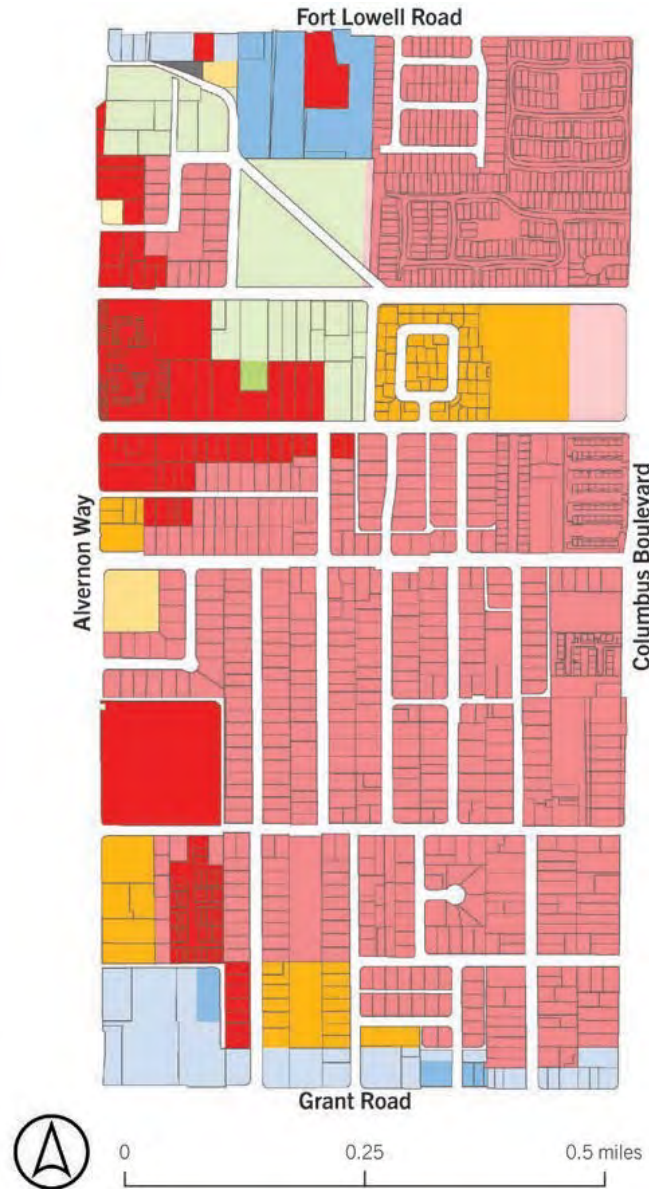 Fort Lowell Road
Alvernon Way
Columbus Boulevard
Grant Road
0 0.25 0.5 miles